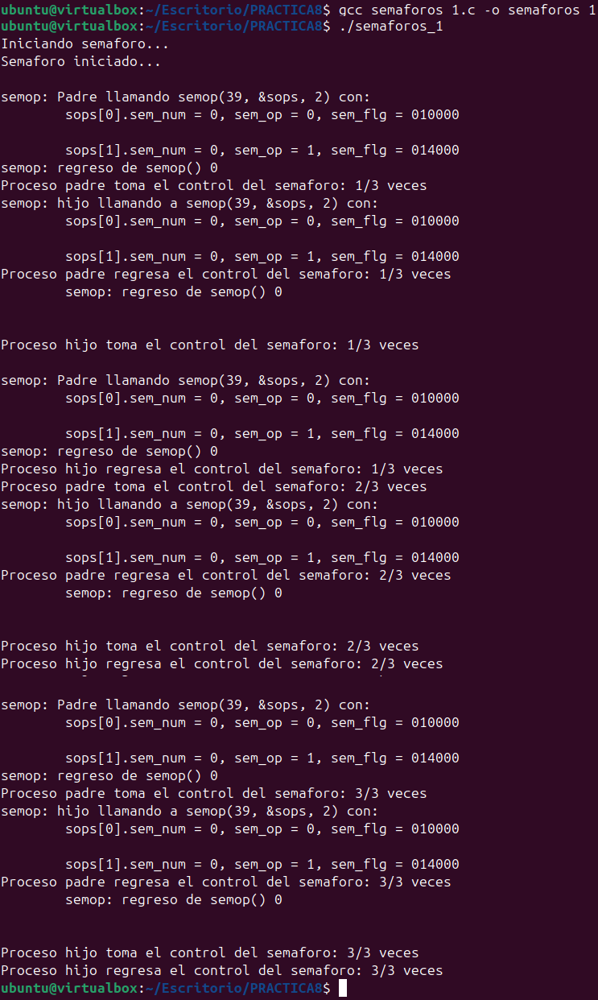 ubuntu@virtualbox:~/Escritorio/PRACTICA8$ gcc semaforos_1.c -o semaforos_1
ubuntu@virtualbox:~/Escritorio/PRACTICA8$ ./semaforos_1
Iniciando semaforo...
Semaforo iniciado...
semop: Padre llamando semop(39, &sops, 2) con:
sops[0].sem_num = 0, sem_op = 0, sem_flg = 010000
sops[1].sem_num = 0, sem_op = 1, sem_flg = 014000
semop: regreso de semop() 0
Proceso padre toma el control del semaforo: 1/3 veces
semop: hijo llamando a semop(39, &sops, 2) con:
sops[0].sem_num = 0, sem_op = 0, sem_flg = 010000
sops[1].sem_num = 0, sem_op = 1, sem_flg = 014000
Proceso padre regresa el control del semaforo: 1/3 veces
semop: regreso de semop() 0
Proceso hijo toma el control del semaforo: 1/3 veces
semop: Padre llamando semop(39, &sops, 2) con:
sops[0].sem_num = 0, sem_op = 0, sem_flg = 010000
sops[1].sem_num = 0, sem_op = 1, sem_flg = 014000
semop: regreso de semop() 0
Proceso hijo regresa el control del semaforo: 1/3 veces
Proceso padre toma el control del semaforo: 2/3 veces
semop: hijo llamando a semop(39, &sops, 2) con:
sops[0].sem_num = 0, sem_op = 0, sem_flg = 010000
sops[1].sem_num = 0, sem_op = 1, sem_flg = 014000
Proceso padre regresa el control del semaforo: 2/3 veces
semop: regreso de semop() 0
Proceso hijo toma el control del semaforo: 2/3 veces
Proceso hijo regresa el control del semaforo: 2/3 veces
semop: Padre llamando semop(39, &sops, 2) con:
sops[0].sem_num = 0, sem_op = 0, sem_flg = 010000
sops[1].sem_num = 0, sem_op = 1, sem_flg = 014000
semop: regreso de semop() 0
Proceso padre toma el control del semaforo: 3/3 veces
semop: hijo llamando a semop(39, &sops, 2) con:
sops[0].sem_num = 0, sem_op = 0, sem_flg = 010000
sops[1].sem_num = 0, sem_op = 1, sem_flg = 014000
Proceso padre regresa el control del semaforo: 3/3 veces
semop: regreso de semop() 0
Proceso hijo toma el control del semaforo: 3/3 veces
Proceso hijo regresa el control del semaforo: 3/3 veces
ubuntu@virtualbox:~/Escritorio/PRACTICA8$